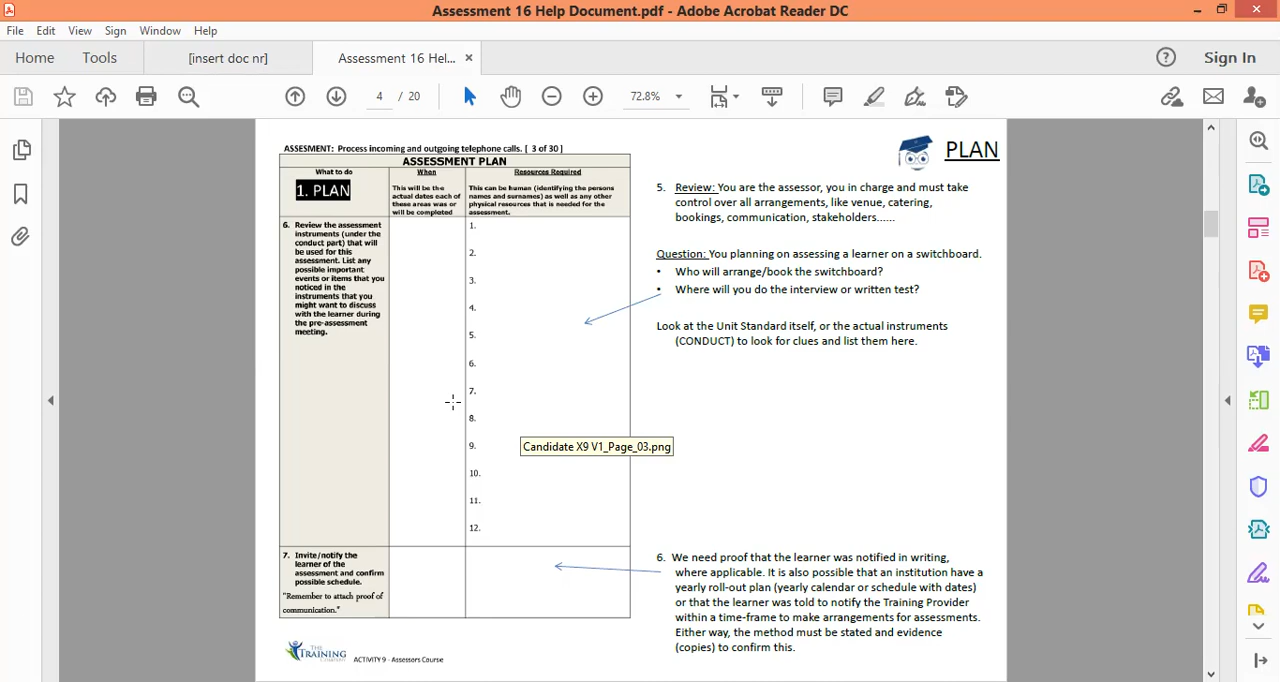 Assessment 16 Help Document.pdf - Adobe Acrobat Reader DC
File Edit View Sign Window Help
Home Tools [insert doc nr] Assessment 16 Hel... × Sign In
4 / 20 72.8%
ASSESMENT: Process incoming and outgoing telephone calls. [ 3 of 30 ]
ASSESSMENT PLAN
What to do
1. PLAN
When
This will be the
actual dates each of
these areas was or
will be completed
Resources Required
This can be human (identifying the persons
names and surnames) as well as any other
physical resources that is needed for the
assessment.
6. Review the assessment
instruments (under the
conduct part) that will
be used for this
assessment. List any
possible important
events or items that you
noticed in the
instruments that you
might want to discuss
with the learner during
the pre-assessment
meeting.
1.
2.
3.
4.
5.
6.
7.
8.
9.
10.
11.
12.
Candidate X9 V1_Page_03.png
7. Invite/notify the
learner of the
assessment and confirm
possible schedule.
"Remember to attach proof of
communication."
THE
TRAINING
COMPANY
ACTIVITY 9 - Assessors Course
PLAN
5. Review: You are the assessor, you in charge and must take
control over all arrangements, like venue, catering,
bookings, communication, stakeholders......
Question: You planning on assessing a learner on a switchboard.
• Who will arrange/book the switchboard?
• Where will you do the interview or written test?
Look at the Unit Standard itself, or the actual instruments
(CONDUCT) to look for clues and list them here.
6. We need proof that the learner was notified in writing,
where applicable. It is also possible that an institution have a
yearly roll-out plan (yearly calendar or schedule with dates)
or that the learner was told to notify the Training Provider
within a time-frame to make arrangements for assessments.
Either way, the method must be stated and evidence
(copies) to confirm this.